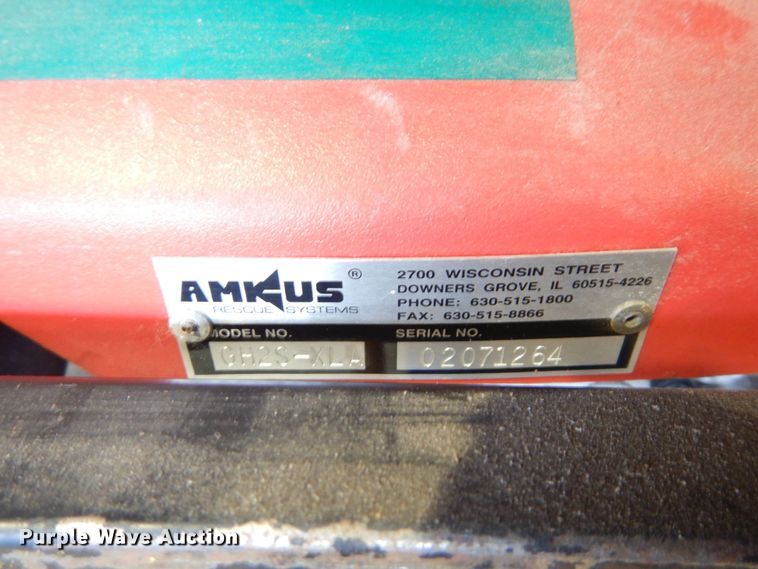 AMKUS ®
RESCUE SYSTEMS
2700 WISCONSIN STREET
DOWNERS GROVE, IL 60515-4226
PHONE: 630-515-1800
FAX: 630-515-8866
MODEL NO. SERIAL NO.
GH2S-XLA 02071264
Purple Wave Auction